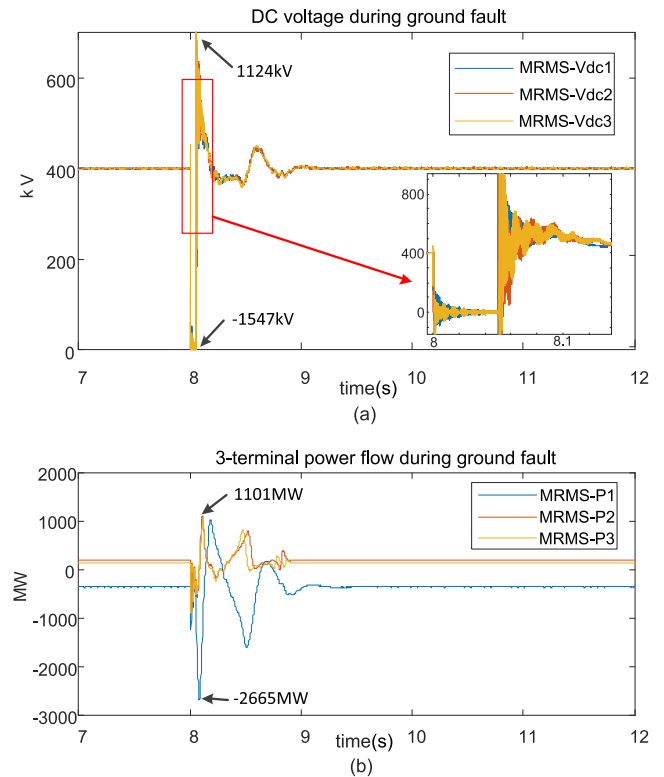 DC voltage during ground fault
600
400
200
0
kV
1124kV
-1547kV
MRMS-Vdc1
MRMS-Vdc2
MRMS-Vdc3
800
400
0
8
8.1
7
8
9
10
11
12
time(s)
(a)
3-terminal power flow during ground fault
2000
1000
0
-1000
-2000
-3000
MW
1101MW
-2665MW
MRMS-P1
MRMS-P2
MRMS-P3
7
8
9
10
11
12
time(s)
(b)